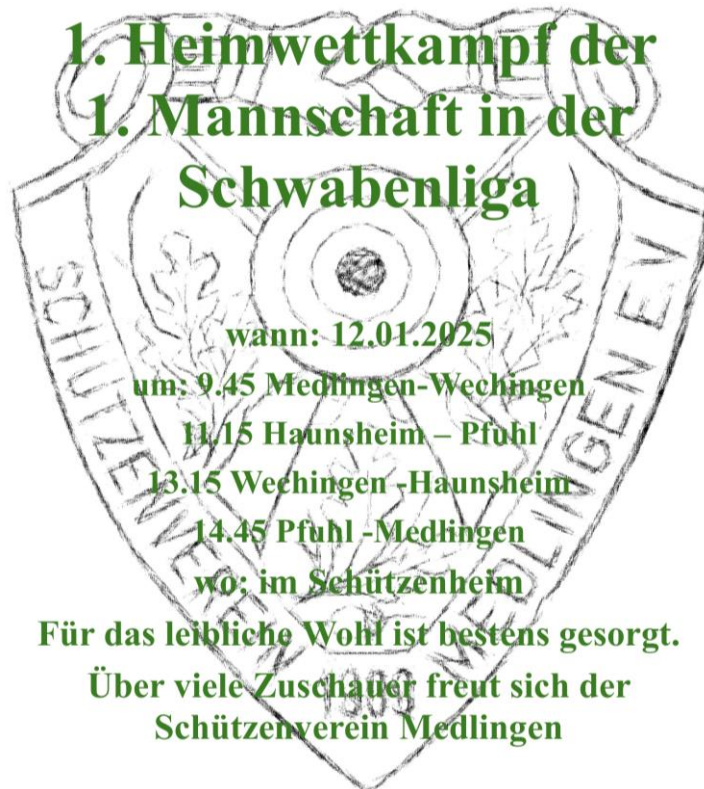 1. Heimwettkampf der
1. Mannschaft in der
Schwabenliga
wann: 12.01.2025
um: 9.45 Medlingen-Wechingen
11.15 Haunsheim – Pfuhl
13.15 Wechingen -Haunsheim
14.45 Pfuhl -Medlingen
wo: im Schützenheim
Für das leibliche Wohl ist bestens gesorgt.
Über viele Zuschauer freut sich der
Schützenverein Medlingen
SCHÜTZENVEREIN
MEDLINGEN E.V.